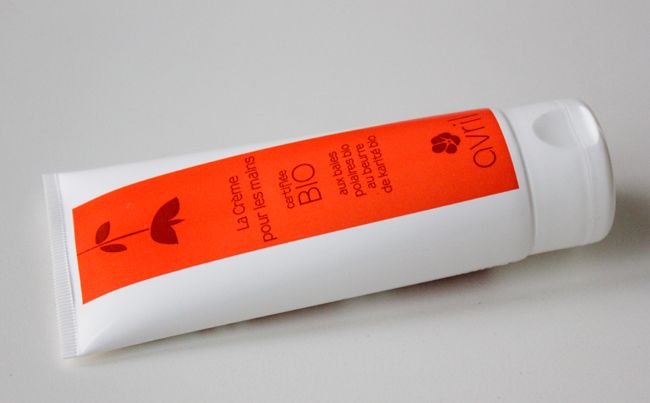 La Crème
pour les mains
certifiée
BIO
aux baies
polaires bio
au beurre
de karité bio
avril